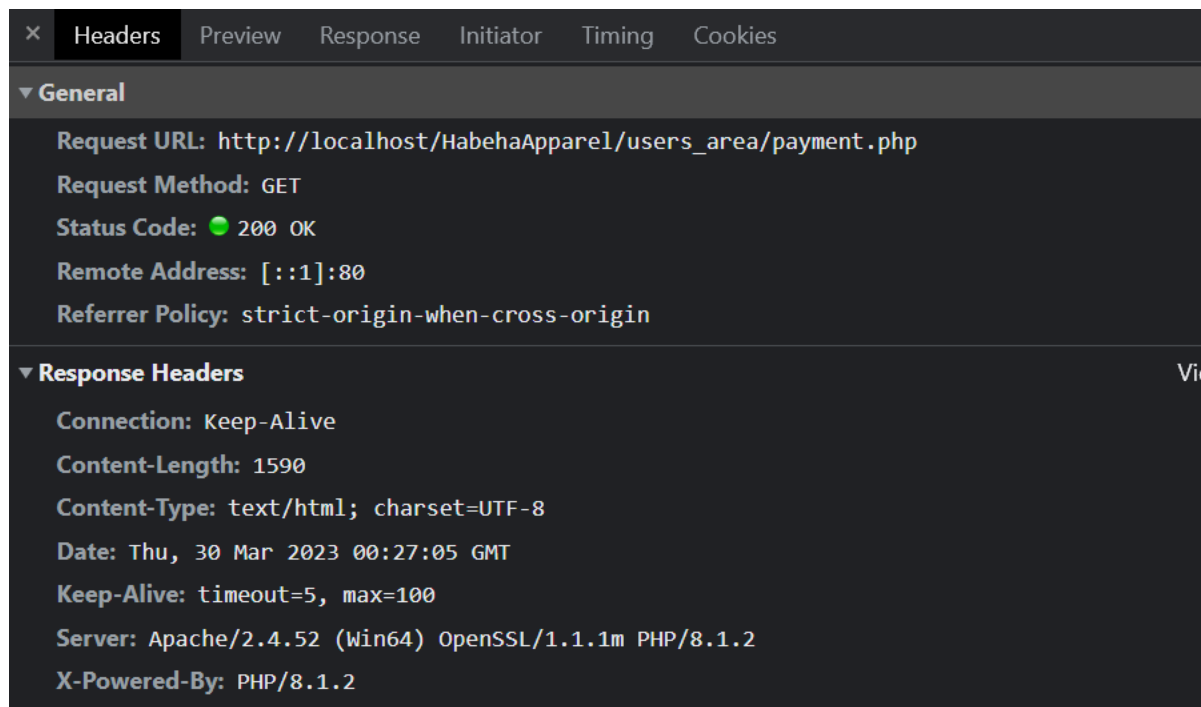 × Headers Preview Response Initiator Timing Cookies
▼ General
Request URL: http://localhost/HabehaApparel/users_area/payment.php
Request Method: GET
Status Code: 200 OK
Remote Address: [::1]:80
Referrer Policy: strict-origin-when-cross-origin
▼ Response Headers Vi
Connection: Keep-Alive
Content-Length: 1590
Content-Type: text/html; charset=UTF-8
Date: Thu, 30 Mar 2023 00:27:05 GMT
Keep-Alive: timeout=5, max=100
Server: Apache/2.4.52 (Win64) OpenSSL/1.1.1m PHP/8.1.2
X-Powered-By: PHP/8.1.2